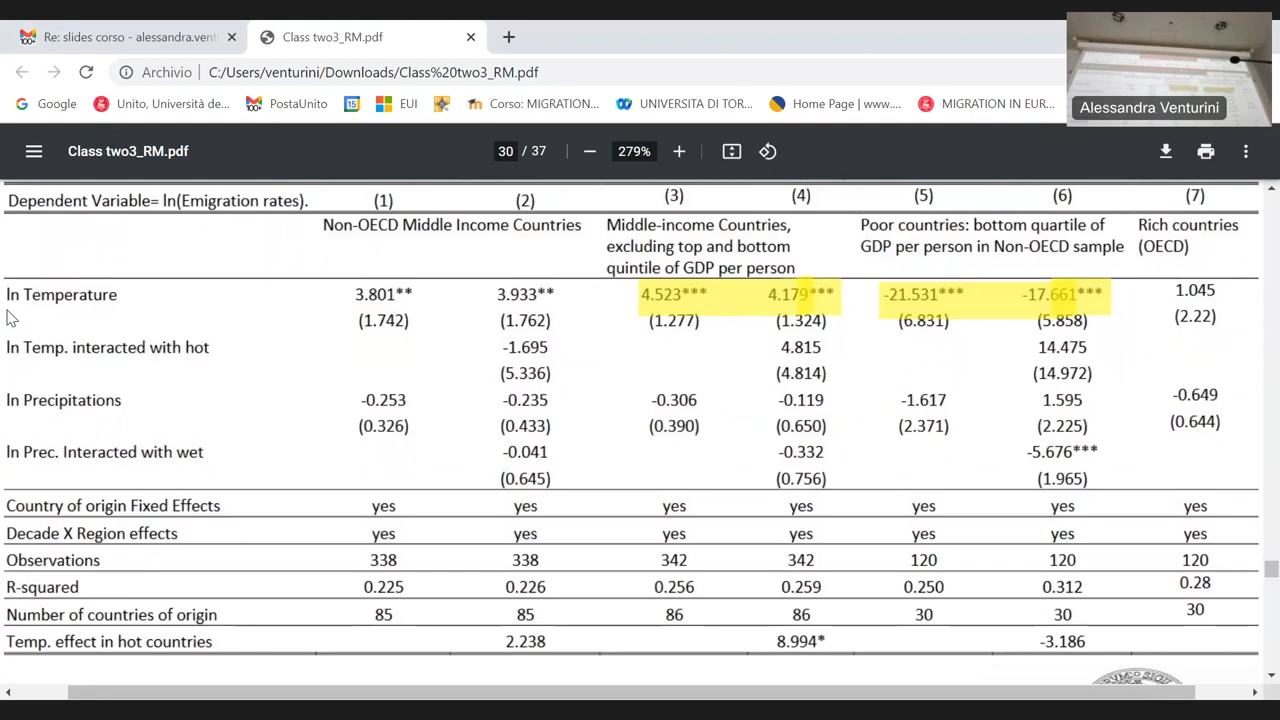 Re: slides corso - alessandra.vent
Class two3_RM.pdf
Archivio C:/Users/venturini/Downloads/Class%20two3_RM.pdf
Google Unito, Università de... PostaUnito EUI Corso: MIGRATION... UNIVERSITA DI TOR... Home Page | www.... MIGRATION IN EUR...
Alessandra Venturini
Class two3_RM.pdf 30 / 37 279%
Dependent Variable= ln(Emigration rates). (1) (2) (3) (4) (5) (6) (7)
Non-OECD Middle Income Countries Middle-income Countries, Poor countries: bottom quartile of Rich countries
excluding top and bottom GDP per person in Non-OECD sample (OECD)
quintile of GDP per person
ln Temperature 3.801** 3.933** 4.523*** 4.179*** -21.531*** -17.661*** 1.045
(1.742) (1.762) (1.277) (1.324) (6.831) (5.858) (2.22)
ln Temp. interacted with hot -1.695 4.815 14.475
(5.336) (4.814) (14.972)
ln Precipitations -0.253 -0.235 -0.306 -0.119 -1.617 1.595 -0.649
(0.326) (0.433) (0.390) (0.650) (2.371) (2.225) (0.644)
ln Prec. Interacted with wet -0.041 -0.332 -5.676***
(0.645) (0.756) (1.965)
Country of origin Fixed Effects yes yes yes yes yes yes yes
Decade X Region effects yes yes yes yes yes yes yes
Observations 338 338 342 342 120 120 120
R-squared 0.225 0.226 0.256 0.259 0.250 0.312 0.28
Number of countries of origin 85 85 86 86 30 30 30
Temp. effect in hot countries 2.238 8.994* -3.186